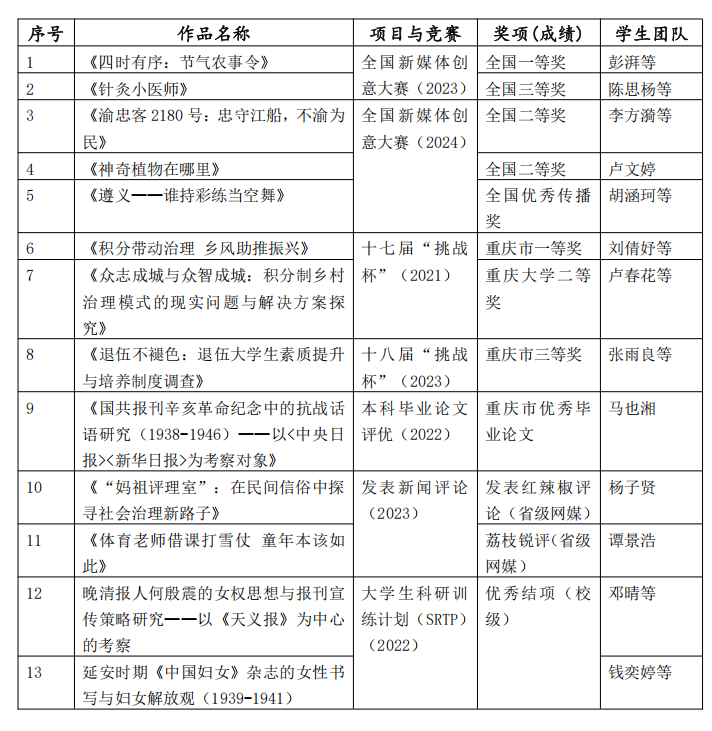 序号 作品名称 项目与竞赛 奖项(成绩) 学生团队
1 《四时有序：节气农事令》 全国新媒体创 全国一等奖 彭湃等
2 《针灸小医师》 意大赛（2023） 全国三等奖 陈思杨等
3 《渝忠客 2180 号：忠守江船，不渝为 全国新媒体创 全国二等奖 李方漪等
民》 意大赛（2024）
4 《神奇植物在哪里》 全国二等奖 卢文婷
5 《遵义——谁持彩练当空舞》 全国优秀传播 胡涵珂等
奖
6 《积分带动治理 乡风助推振兴》 十七届“挑战 重庆市一等奖 刘倩妤等
7 《众志成城与众智成城：积分制乡村 杯”（2021） 重庆大学二等 卢春花等
治理模式的现实问题与解决方案探 奖
究》
8 《退伍不褪色：退伍大学生素质提升 十八届“挑战 重庆市三等奖 张雨良等
与培养制度调查》 杯”（2023）
9 《国共报刊辛亥革命纪念中的抗战话 本科毕业论文 重庆市优秀毕 马也湘
语研究（1938-1946）——以<中央日 评优（2022） 业论文
报><新华日报>为考察对象》
10 《“妈祖评理室”：在民间信俗中探 发表新闻评论 发表红辣椒评 杨子贤
寻社会治理新路子》 （2023） 论（省级网媒）
11 《体育老师借课打雪仗 童年本该如 荔枝锐评（省级 谭景浩
此》 网媒）
12 晚清报人何殷震的女权思想与报刊宣 大学生科研训 优秀结项（校 邓晴等
传策略研究——以《天义报》为中心 练计划（SRTP） 级）
的考察 （2022）
13 延安时期《中国妇女》杂志的女性书 钱奕婷等
写与妇女解放观（1939-1941）